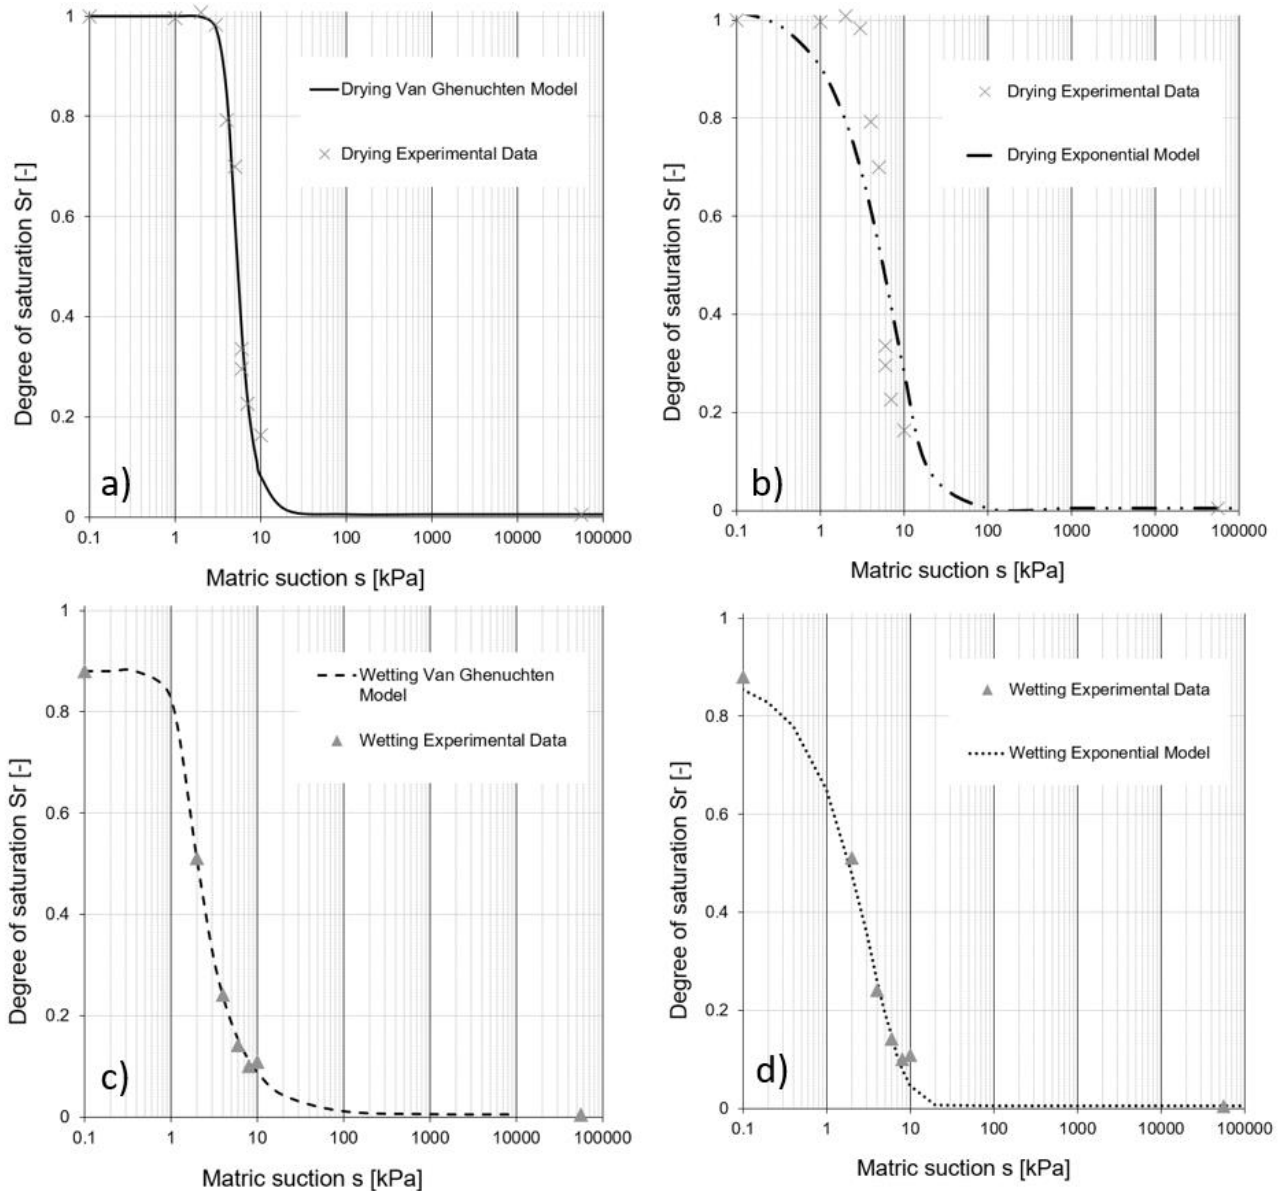 1
0.8
0.6
0.4
0.2
0
Degree of saturation Sr [-]
Drying Van Ghenuchten Model
Drying Experimental Data
a)
0.1 1 10 100 1000 10000 100000
Matric suction s [kPa]
1
0.8
0.6
0.4
0.2
0
Degree of saturation Sr [-]
Drying Experimental Data
Drying Exponential Model
b)
0.1 1 10 100 1000 10000 100000
Matric suction s [kPa]
1
0.8
0.6
0.4
0.2
0
Degree of saturation Sr [-]
Wetting Van Ghenuchten
Model
Wetting Experimental Data
c)
0.1 1 10 100 1000 10000 100000
Matric suction s [kPa]
1
0.8
0.6
0.4
0.2
0
Degree of saturation Sr [-]
Wetting Experimental Data
Wetting Exponential Model
d)
0.1 1 10 100 1000 10000 100000
Matric suction s [kPa]